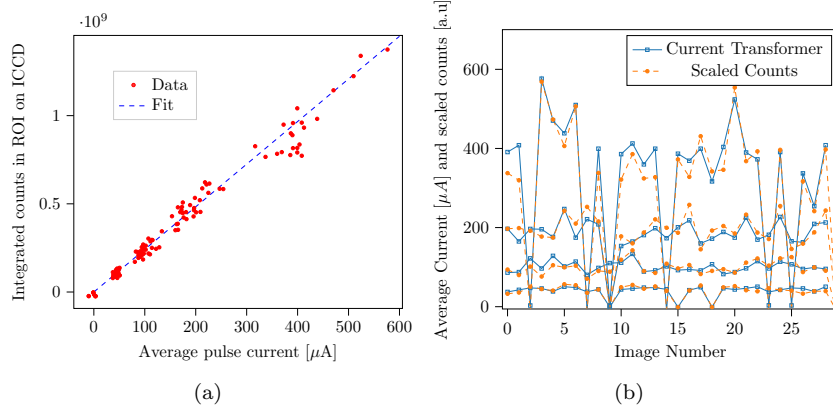 ·10⁹
Integrated counts in ROI on ICCD
1
0.5
0
Data
Fit
0 100 200 300 400 500 600
Average pulse current [μA]
(a)
Average Current [μA] and scaled counts [a.u
600
400
200
0
Current Transformer
Scaled Counts
0 5 10 15 20 25
Image Number
(b)